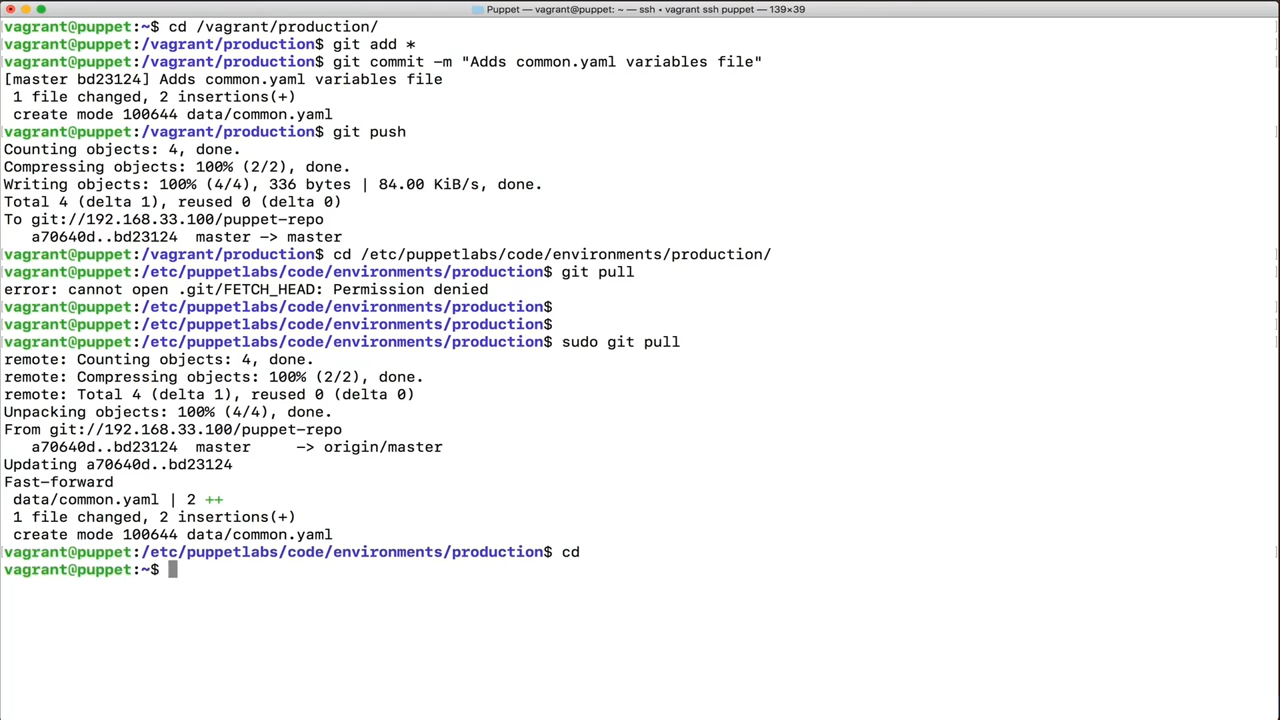 Puppet — vagrant@puppet: ~ — ssh • vagrant ssh puppet — 139×39
vagrant@puppet:~$ cd /vagrant/production/
vagrant@puppet:/vagrant/production$ git add *
vagrant@puppet:/vagrant/production$ git commit -m "Adds common.yaml variables file"
[master bd23124] Adds common.yaml variables file
 1 file changed, 2 insertions(+)
 create mode 100644 data/common.yaml
vagrant@puppet:/vagrant/production$ git push
Counting objects: 4, done.
Compressing objects: 100% (2/2), done.
Writing objects: 100% (4/4), 336 bytes | 84.00 KiB/s, done.
Total 4 (delta 1), reused 0 (delta 0)
To git://192.168.33.100/puppet-repo
   a70640d..bd23124  master -> master
vagrant@puppet:/vagrant/production$ cd /etc/puppetlabs/code/environments/production/
vagrant@puppet:/etc/puppetlabs/code/environments/production$ git pull
error: cannot open .git/FETCH_HEAD: Permission denied
vagrant@puppet:/etc/puppetlabs/code/environments/production$
vagrant@puppet:/etc/puppetlabs/code/environments/production$
vagrant@puppet:/etc/puppetlabs/code/environments/production$ sudo git pull
remote: Counting objects: 4, done.
remote: Compressing objects: 100% (2/2), done.
remote: Total 4 (delta 1), reused 0 (delta 0)
Unpacking objects: 100% (4/4), done.
From git://192.168.33.100/puppet-repo
   a70640d..bd23124  master     -> origin/master
Updating a70640d..bd23124
Fast-forward
 data/common.yaml | 2 ++
 1 file changed, 2 insertions(+)
 create mode 100644 data/common.yaml
vagrant@puppet:/etc/puppetlabs/code/environments/production$ cd
vagrant@puppet:~$